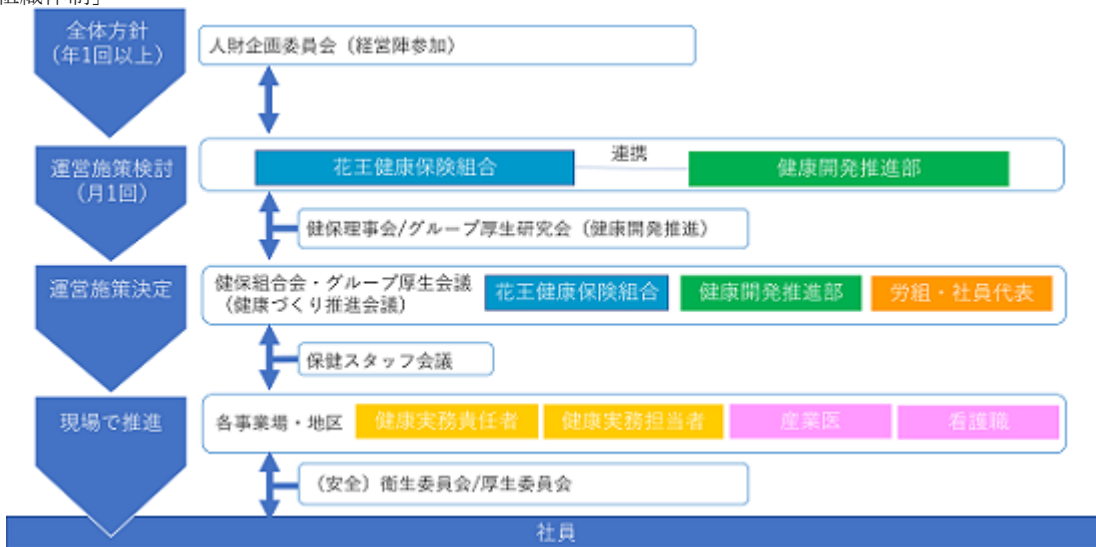 組織体制」
全体方針
(年1回以上)
人財企画委員会（経営陣参加）
運営施策検討
(月1回)
花王健康保険組合
連携
健康開発推進部
健保理事会/グループ厚生研究会（健康開発推進）
運営施策決定
健保組合会・グループ厚生会議
（健康づくり推進会議）
花王健康保険組合
健康開発推進部
労組・社員代表
保健スタッフ会議
現場で推進
各事業場・地区
健康実務責任者
健康実務担当者
産業医
看護職
（安全）衛生委員会/厚生委員会
社員